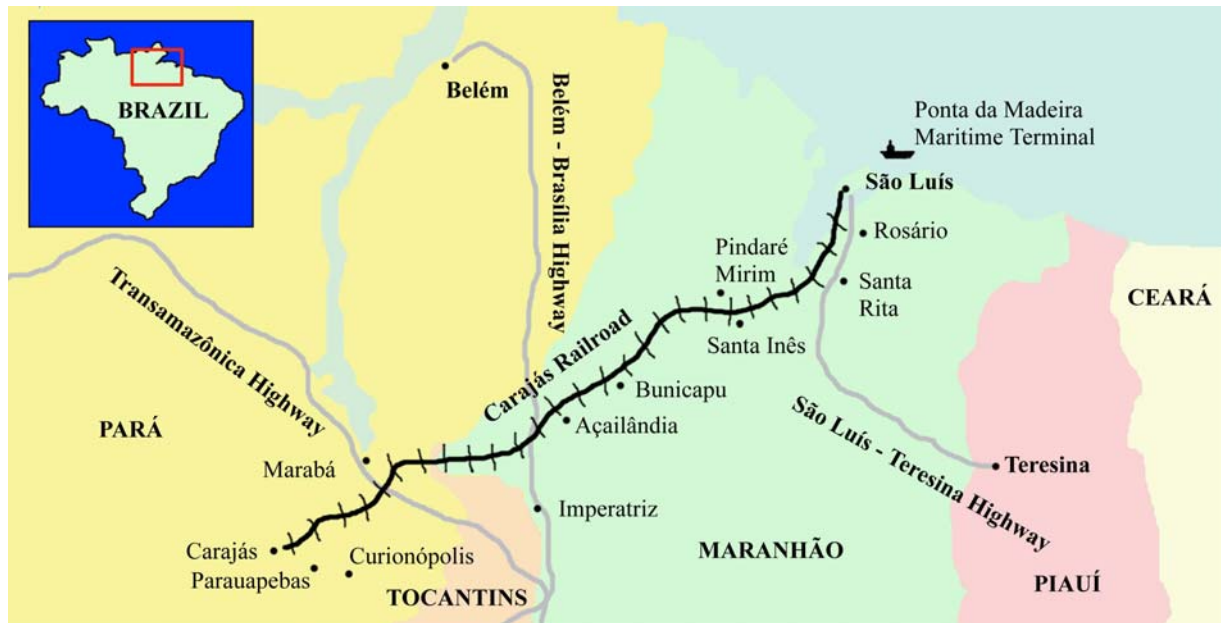 BRAZIL
Belém
Belém - Brasília Highway
Ponta da Madeira
Maritime Terminal
São Luís
Rosário
Pindaré
Mirim
Santa
Rita
CEARÁ
Transamazônica Highway
Carajás Railroad
Santa Inês
Bunicapu
Açailândia
São Luís - Teresina Highway
PARÁ
Marabá
Teresina
Imperatriz
Carajás
Curionópolis
Parauapebas
MARANHÃO
TOCANTINS
PIAUÍ